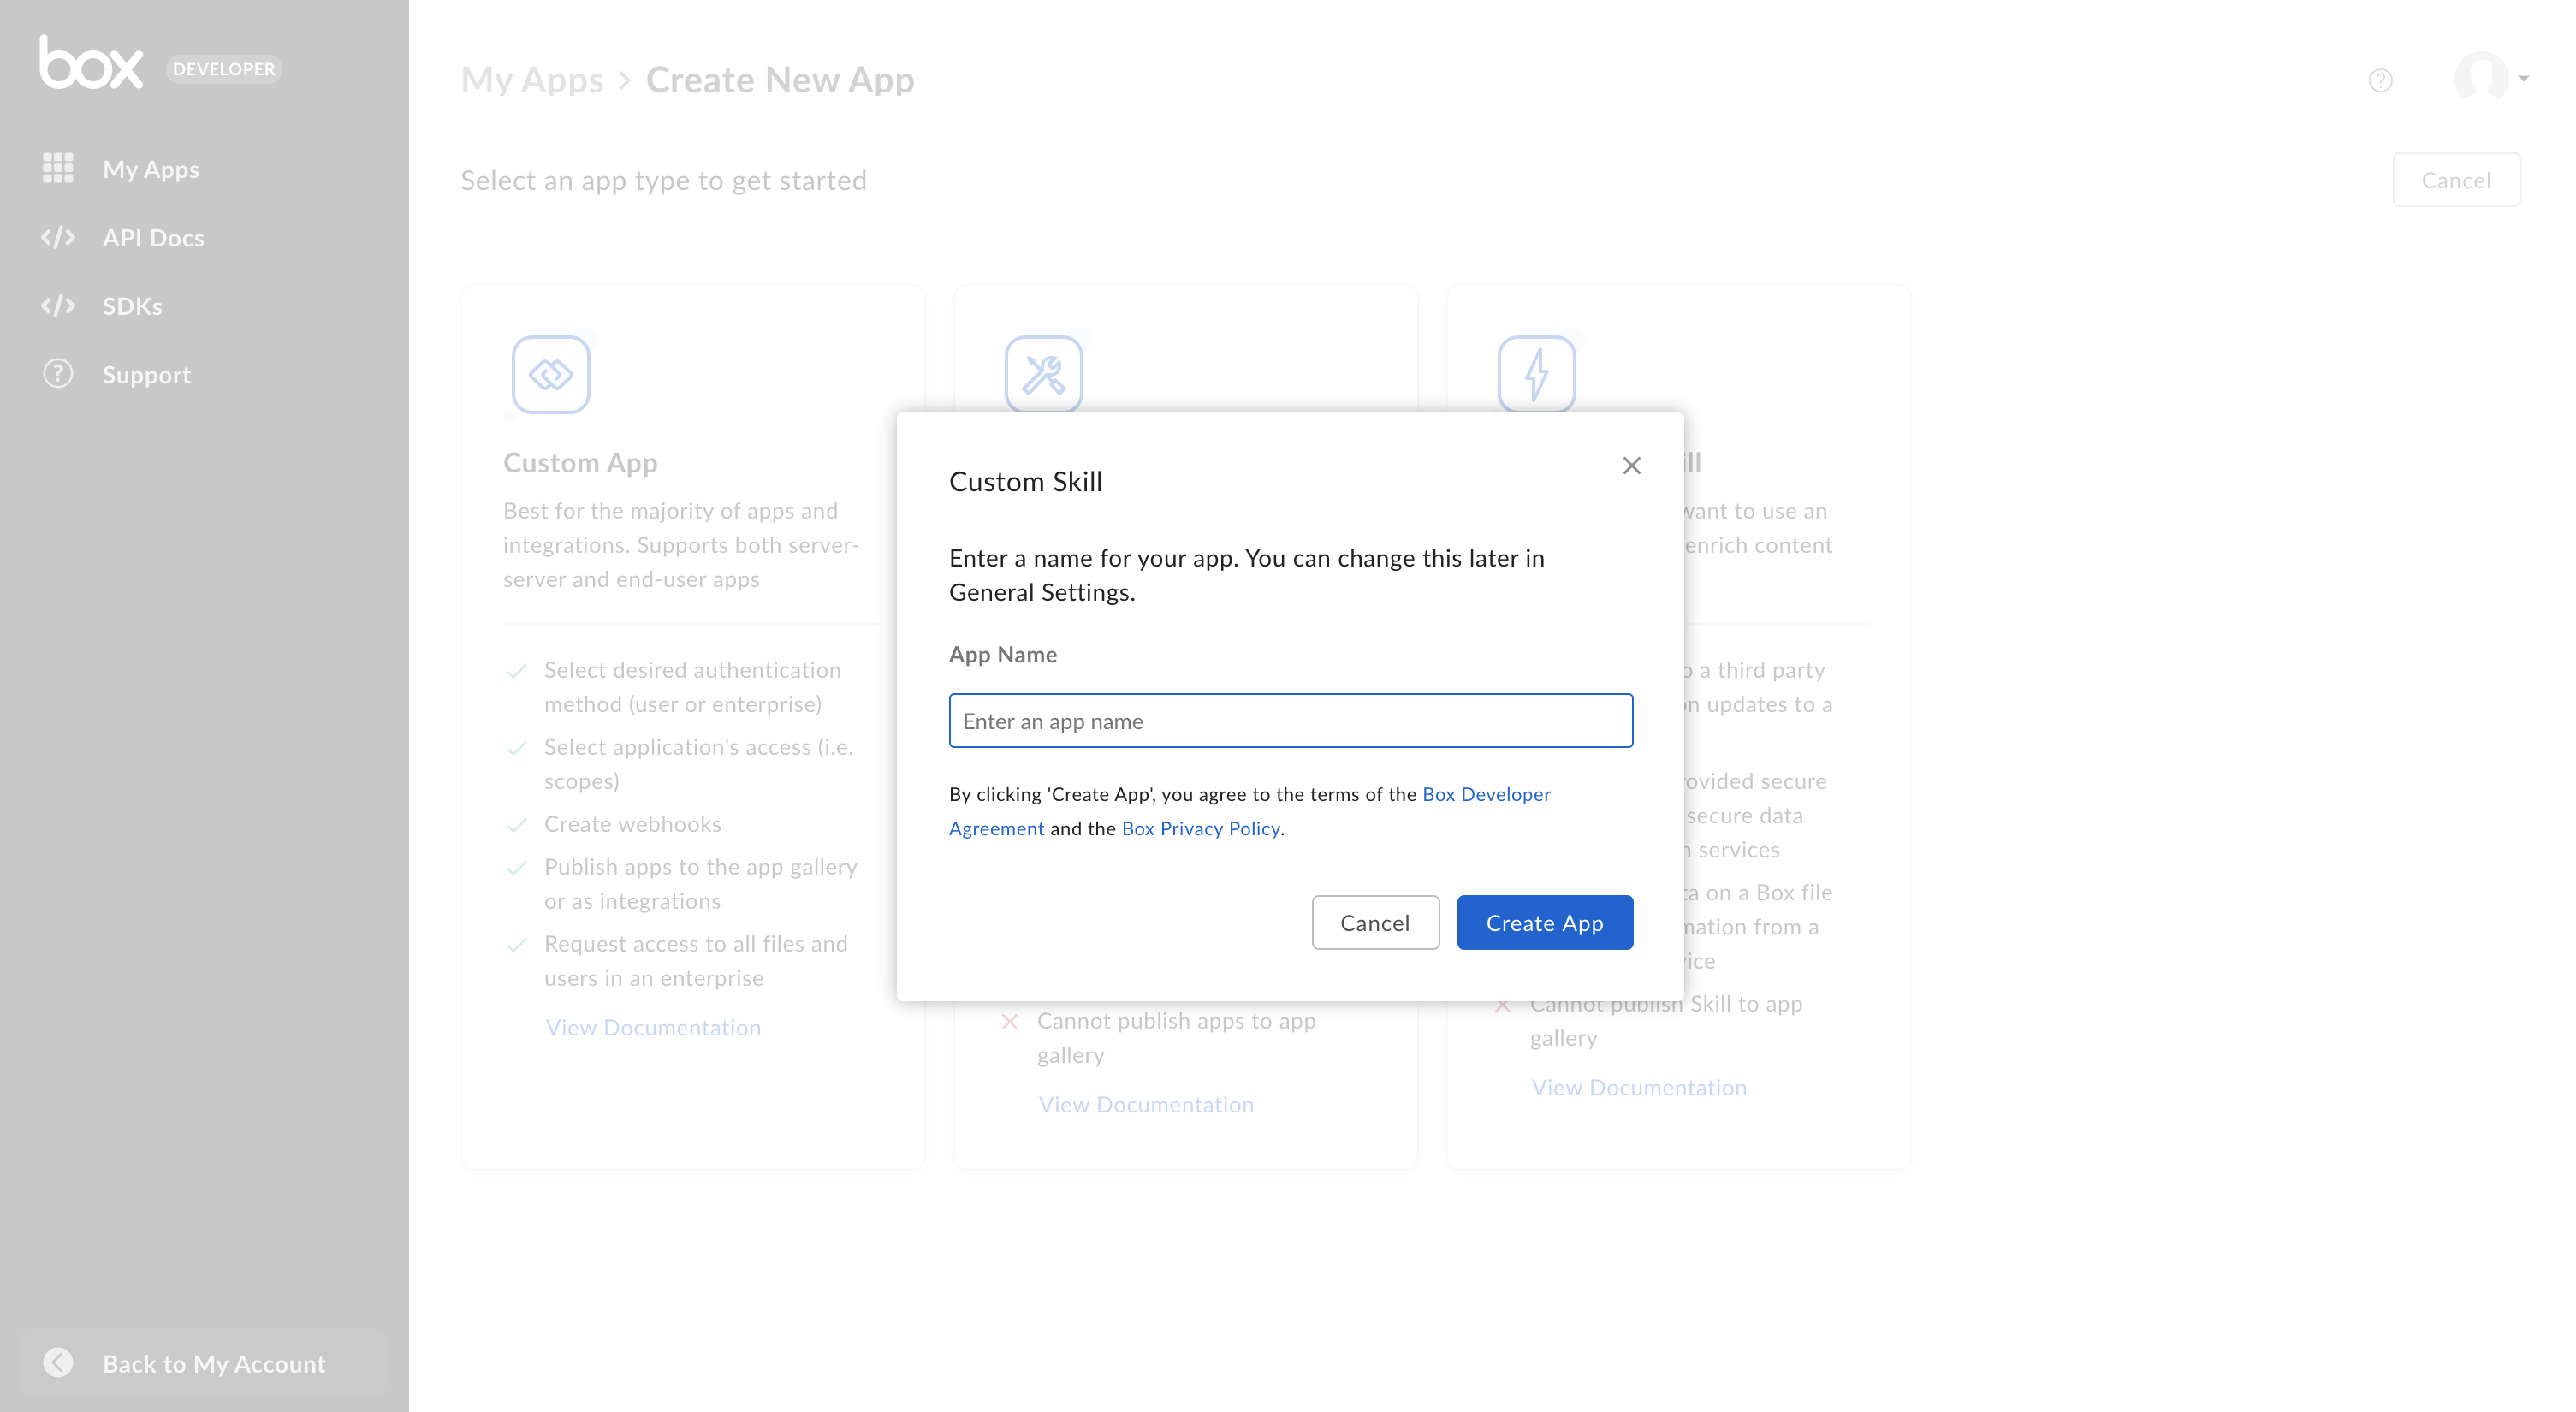 box DEVELOPER
My Apps
API Docs
SDKs
Support
Back to My Account
My Apps > Create New App
Select an app type to get started
Cancel
Custom App
Best for the majority of apps and
integrations. Supports both server-
server and end-user apps
Select desired authentication
method (user or enterprise)
Select application's access (i.e.
scopes)
Create webhooks
Publish apps to the app gallery
or as integrations
Request access to all files and
users in an enterprise
View Documentation
Cannot publish apps to app
gallery
View Documentation
want to use an
enrich content
a third party
updates to a
secure
secure data
services
on a Box file
from a
Cannot publish Skill to app
gallery
View Documentation
Custom Skill
Enter a name for your app. You can change this later in
General Settings.
App Name
Enter an app name
By clicking 'Create App', you agree to the terms of the Box Developer
Agreement and the Box Privacy Policy.
Cancel
Create App